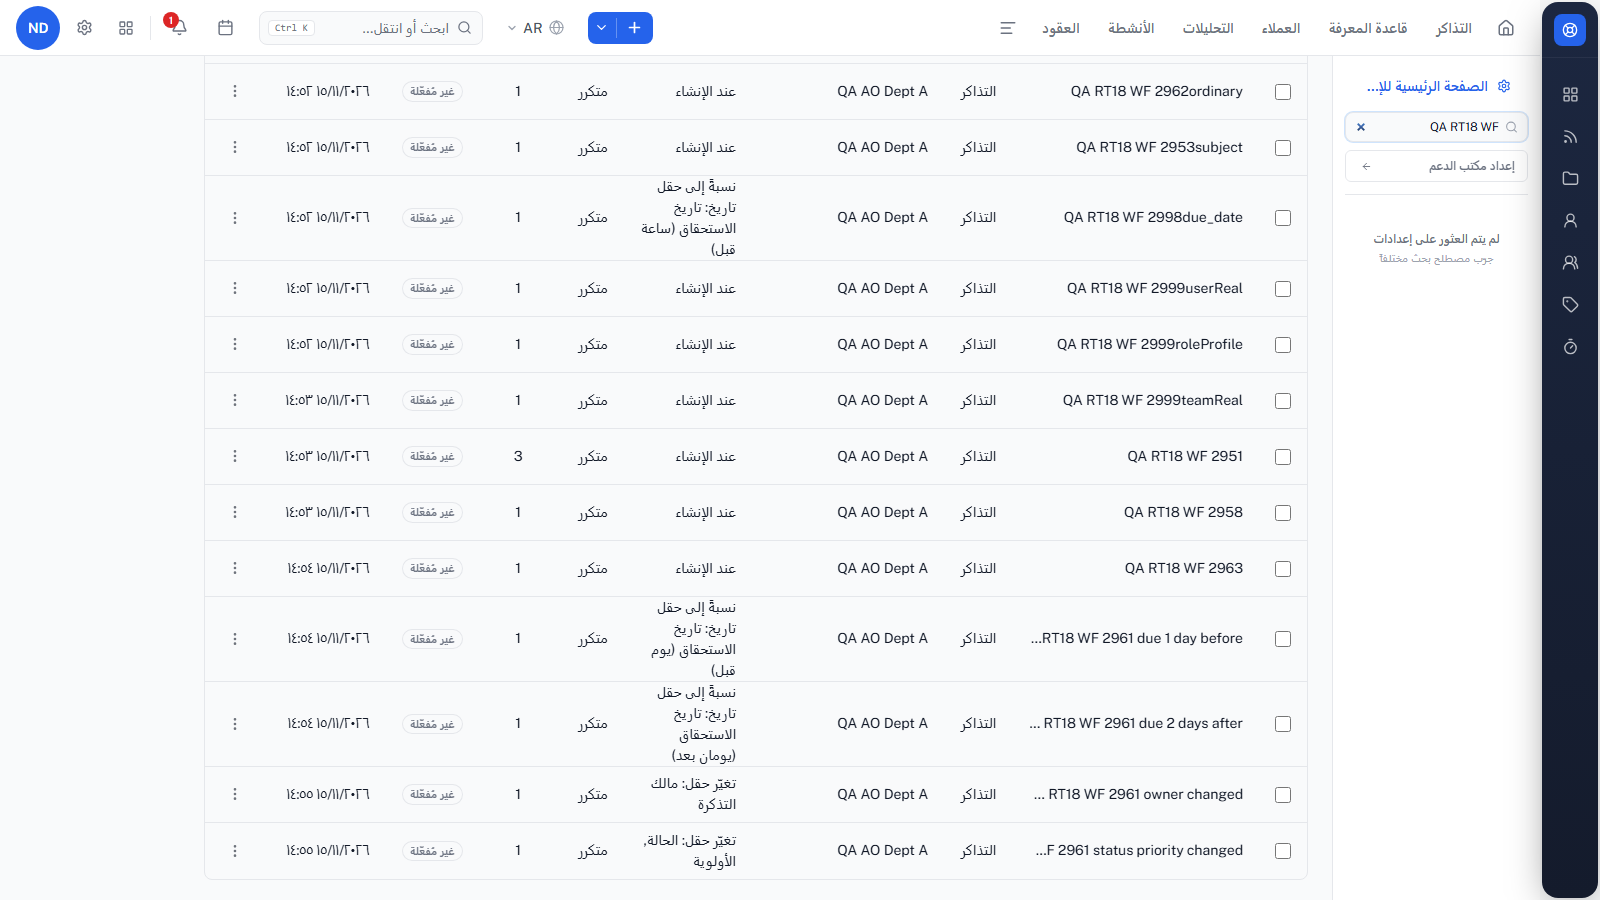 التذاكر
قاعدة المعرفة
العملاء
التحليلات
الأنشطة
العقود
AR
ابحث أو انتقل...
Ctrl K
1
ND
الصفحة الرئيسية للإ...
QA RT18 WF
إعداد مكتب الدعم
لم يتم العثور على إعدادات
جرب مصطلح بحث مختلفًا
QA RT18 WF 2962ordinary التذاكر QA AO Dept A عند الإنشاء متكرر 1 غير مُفعّلة ١٥/١١/٢٠٢٦ ١٤:٥٢
QA RT18 WF 2953subject التذاكر QA AO Dept A عند الإنشاء متكرر 1 غير مُفعّلة ١٥/١١/٢٠٢٦ ١٤:٥٢
QA RT18 WF 2998due_date التذاكر QA AO Dept A نسبةً إلى حقل
تاريخ: تاريخ
الاستحقاق (ساعة
قبل) متكرر 1 غير مُفعّلة ١٥/١١/٢٠٢٦ ١٤:٥٢
QA RT18 WF 2999userReal التذاكر QA AO Dept A عند الإنشاء متكرر 1 غير مُفعّلة ١٥/١١/٢٠٢٦ ١٤:٥٢
QA RT18 WF 2999roleProfile التذاكر QA AO Dept A عند الإنشاء متكرر 1 غير مُفعّلة ١٥/١١/٢٠٢٦ ١٤:٥٢
QA RT18 WF 2999teamReal التذاكر QA AO Dept A عند الإنشاء متكرر 1 غير مُفعّلة ١٥/١١/٢٠٢٦ ١٤:٥٣
QA RT18 WF 2951 التذاكر QA AO Dept A عند الإنشاء متكرر 3 غير مُفعّلة ١٥/١١/٢٠٢٦ ١٤:٥٣
QA RT18 WF 2958 التذاكر QA AO Dept A عند الإنشاء متكرر 1 غير مُفعّلة ١٥/١١/٢٠٢٦ ١٤:٥٣
QA RT18 WF 2963 التذاكر QA AO Dept A عند الإنشاء متكرر 1 غير مُفعّلة ١٥/١١/٢٠٢٦ ١٤:٥٤
...RT18 WF 2961 due 1 day before التذاكر QA AO Dept A نسبةً إلى حقل
تاريخ: تاريخ
الاستحقاق (يوم
قبل) متكرر 1 غير مُفعّلة ١٥/١١/٢٠٢٦ ١٤:٥٤
... RT18 WF 2961 due 2 days after التذاكر QA AO Dept A نسبةً إلى حقل
تاريخ: تاريخ
الاستحقاق
(يومان بعد) متكرر 1 غير مُفعّلة ١٥/١١/٢٠٢٦ ١٤:٥٤
... RT18 WF 2961 owner changed التذاكر QA AO Dept A تغيّر حقل: مالك
التذكرة متكرر 1 غير مُفعّلة ١٥/١١/٢٠٢٦ ١٤:٥٥
...F 2961 status priority changed التذاكر QA AO Dept A تغيّر حقل: الحالة,
الأولوية متكرر 1 غير مُفعّلة ١٥/١١/٢٠٢٦ ١٤:٥٥